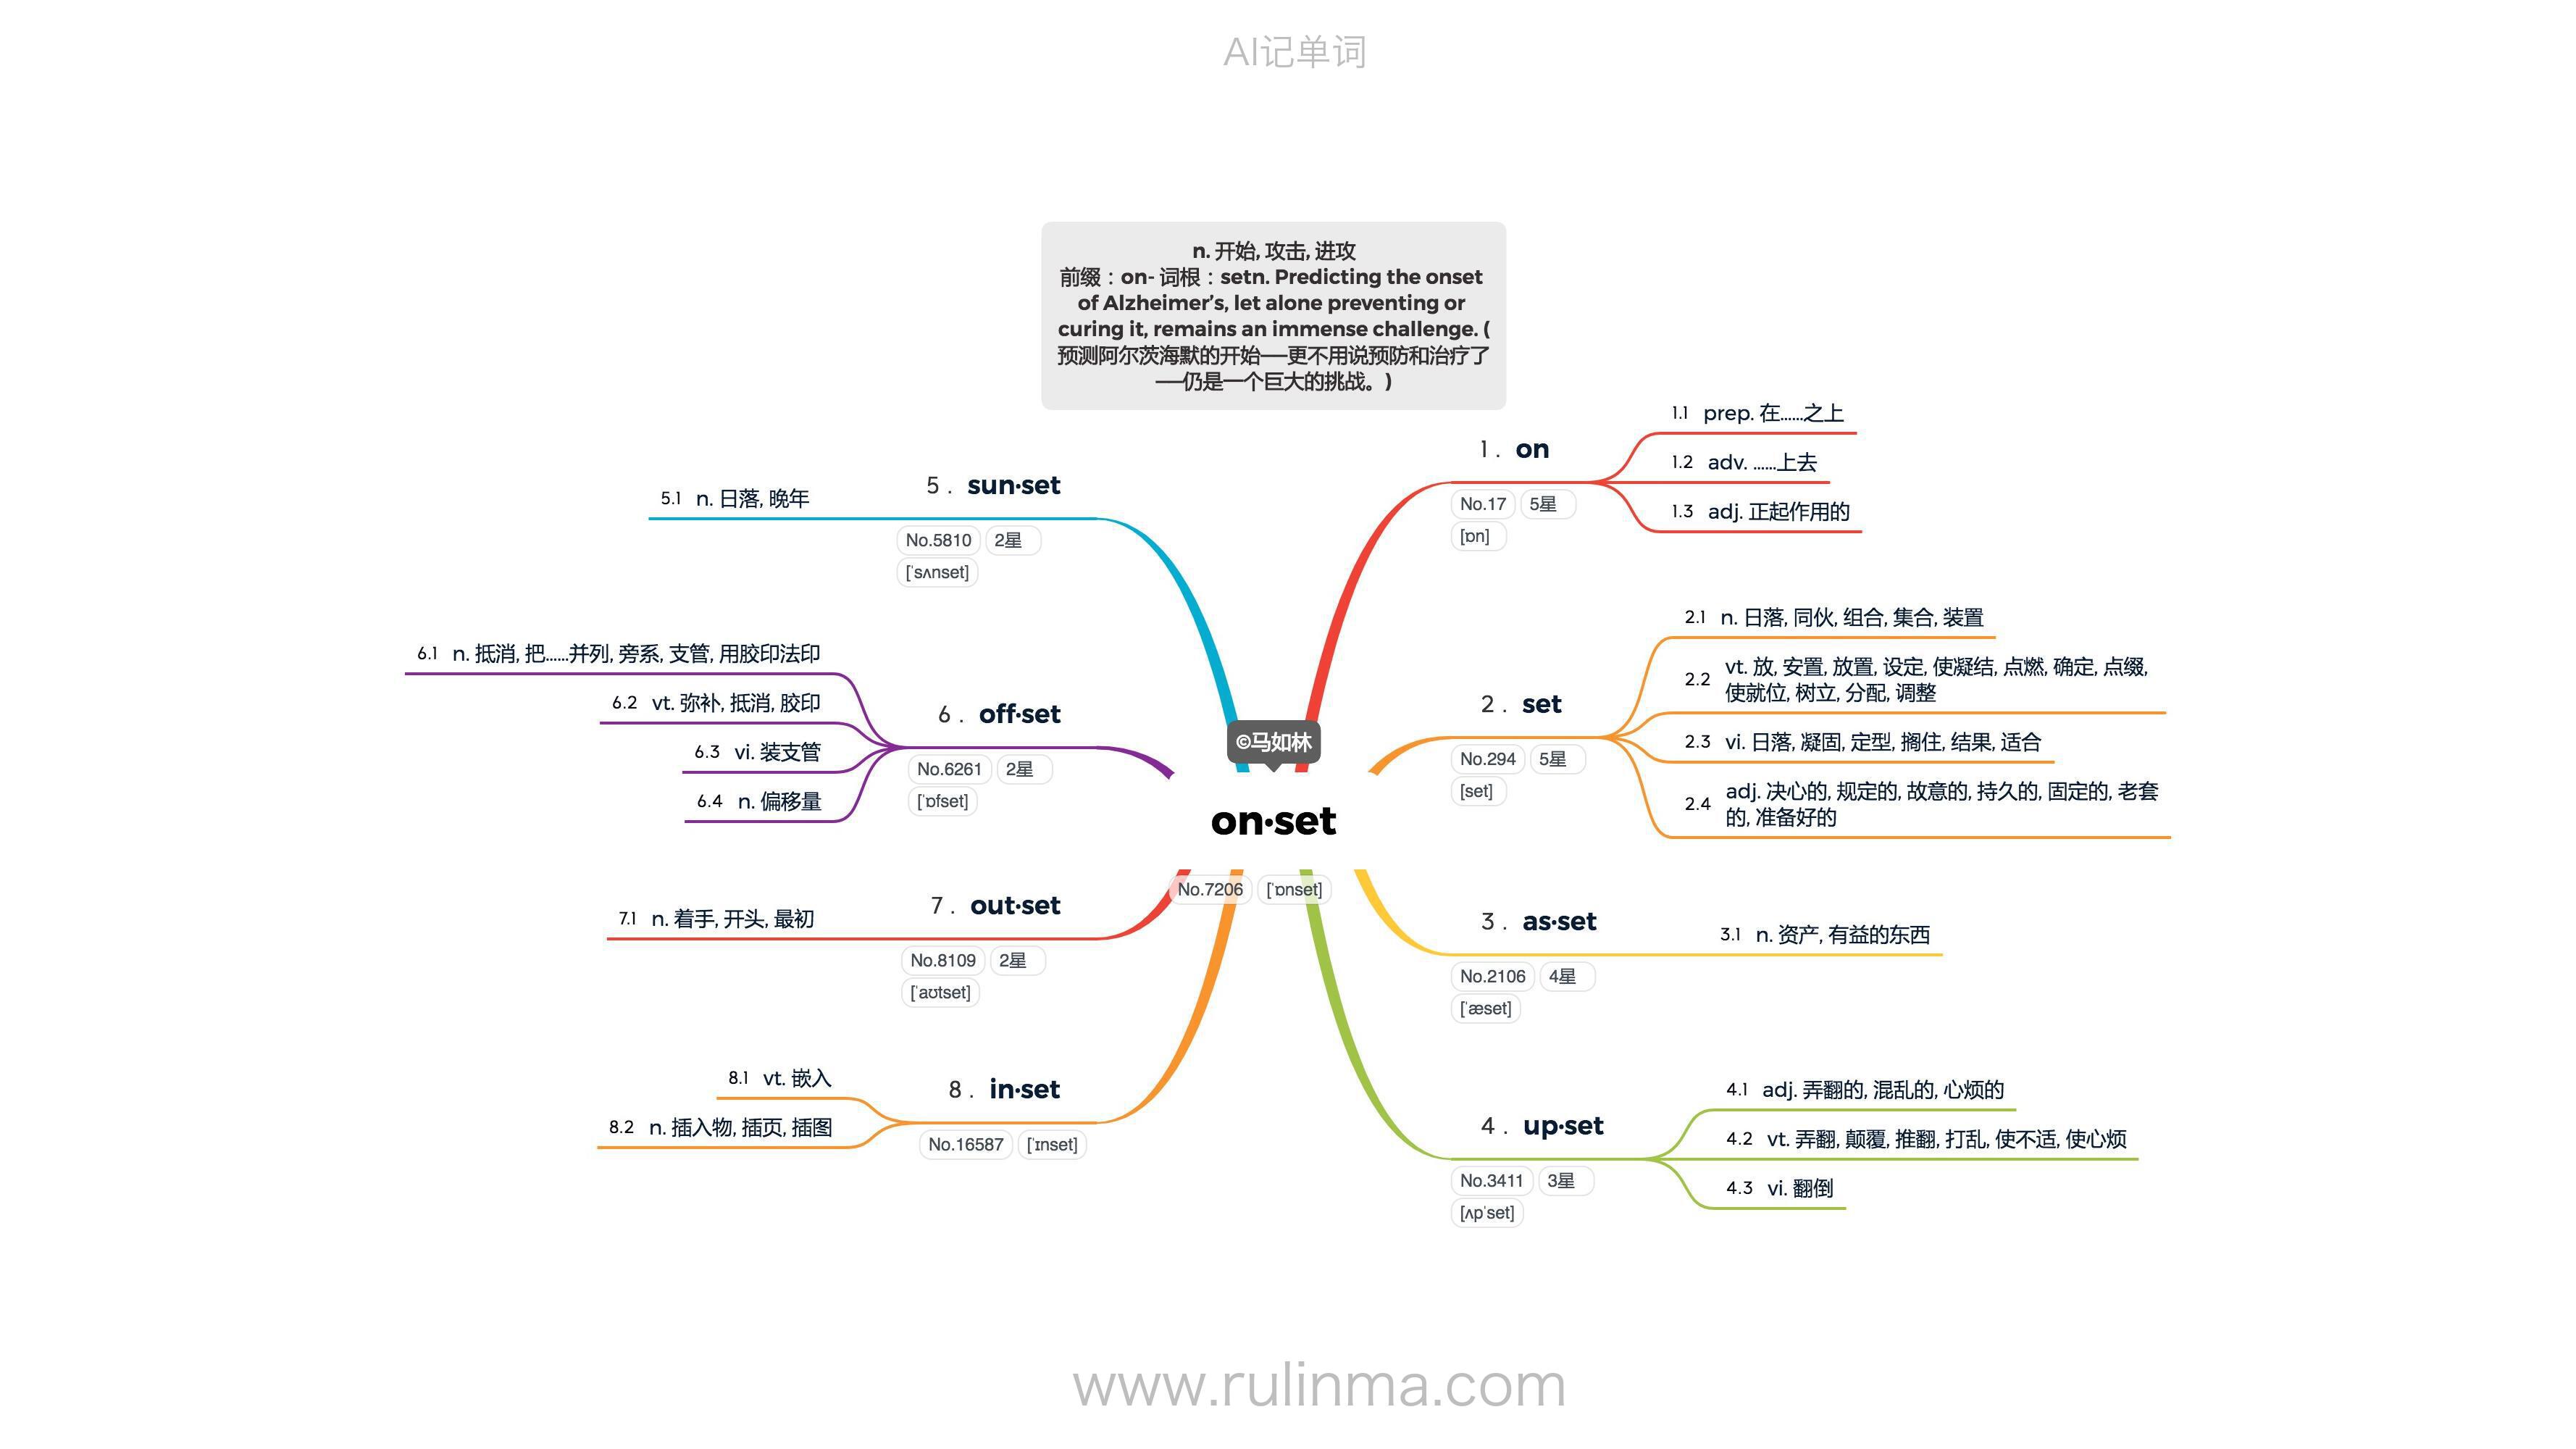 AI记单词
n. 开始, 攻击, 进攻
前缀：on- 词根：setn. Predicting the onset
of Alzheimer’s, let alone preventing or
curing it, remains an immense challenge. (
预测阿尔茨海默的开始——更不用说预防和治疗了
——仍是一个巨大的挑战。)
©马如林
on·set
No.7206 [ˈɒnset]
1. on
No.17 5星
[ɒn]
1.1 prep. 在……之上
1.2 adv. ……上去
1.3 adj. 正起作用的
2. set
No.294 5星
[set]
2.1 n. 日落, 同伙, 组合, 集合, 装置
2.2 vt. 放, 安置, 放置, 设定, 使凝结, 点燃, 确定, 点缀,
使就位, 树立, 分配, 调整
2.3 vi. 日落, 凝固, 定型, 搁住, 结果, 适合
2.4 adj. 决心的, 规定的, 故意的, 持久的, 固定的, 老套
的, 准备好的
3. as·set
No.2106 4星
[ˈæset]
3.1 n. 资产, 有益的东西
4. up·set
No.3411 3星
[ʌpˈset]
4.1 adj. 弄翻的, 混乱的, 心烦的
4.2 vt. 弄翻, 颠覆, 推翻, 打乱, 使不适, 使心烦
4.3 vi. 翻倒
5. sun·set
No.5810 2星
[ˈsʌnset]
5.1 n. 日落, 晚年
6. off·set
No.6261 2星
[ˈɒfset]
6.1 n. 抵消, 把……并列, 旁系, 支管, 用胶印法印
6.2 vt. 弥补, 抵消, 胶印
6.3 vi. 装支管
6.4 n. 偏移量
7. out·set
No.8109 2星
[ˈaʊtset]
7.1 n. 着手, 开头, 最初
8. in·set
No.16587 [ˈɪnset]
8.1 vt. 嵌入
8.2 n. 插入物, 插页, 插图
www.rulinma.com